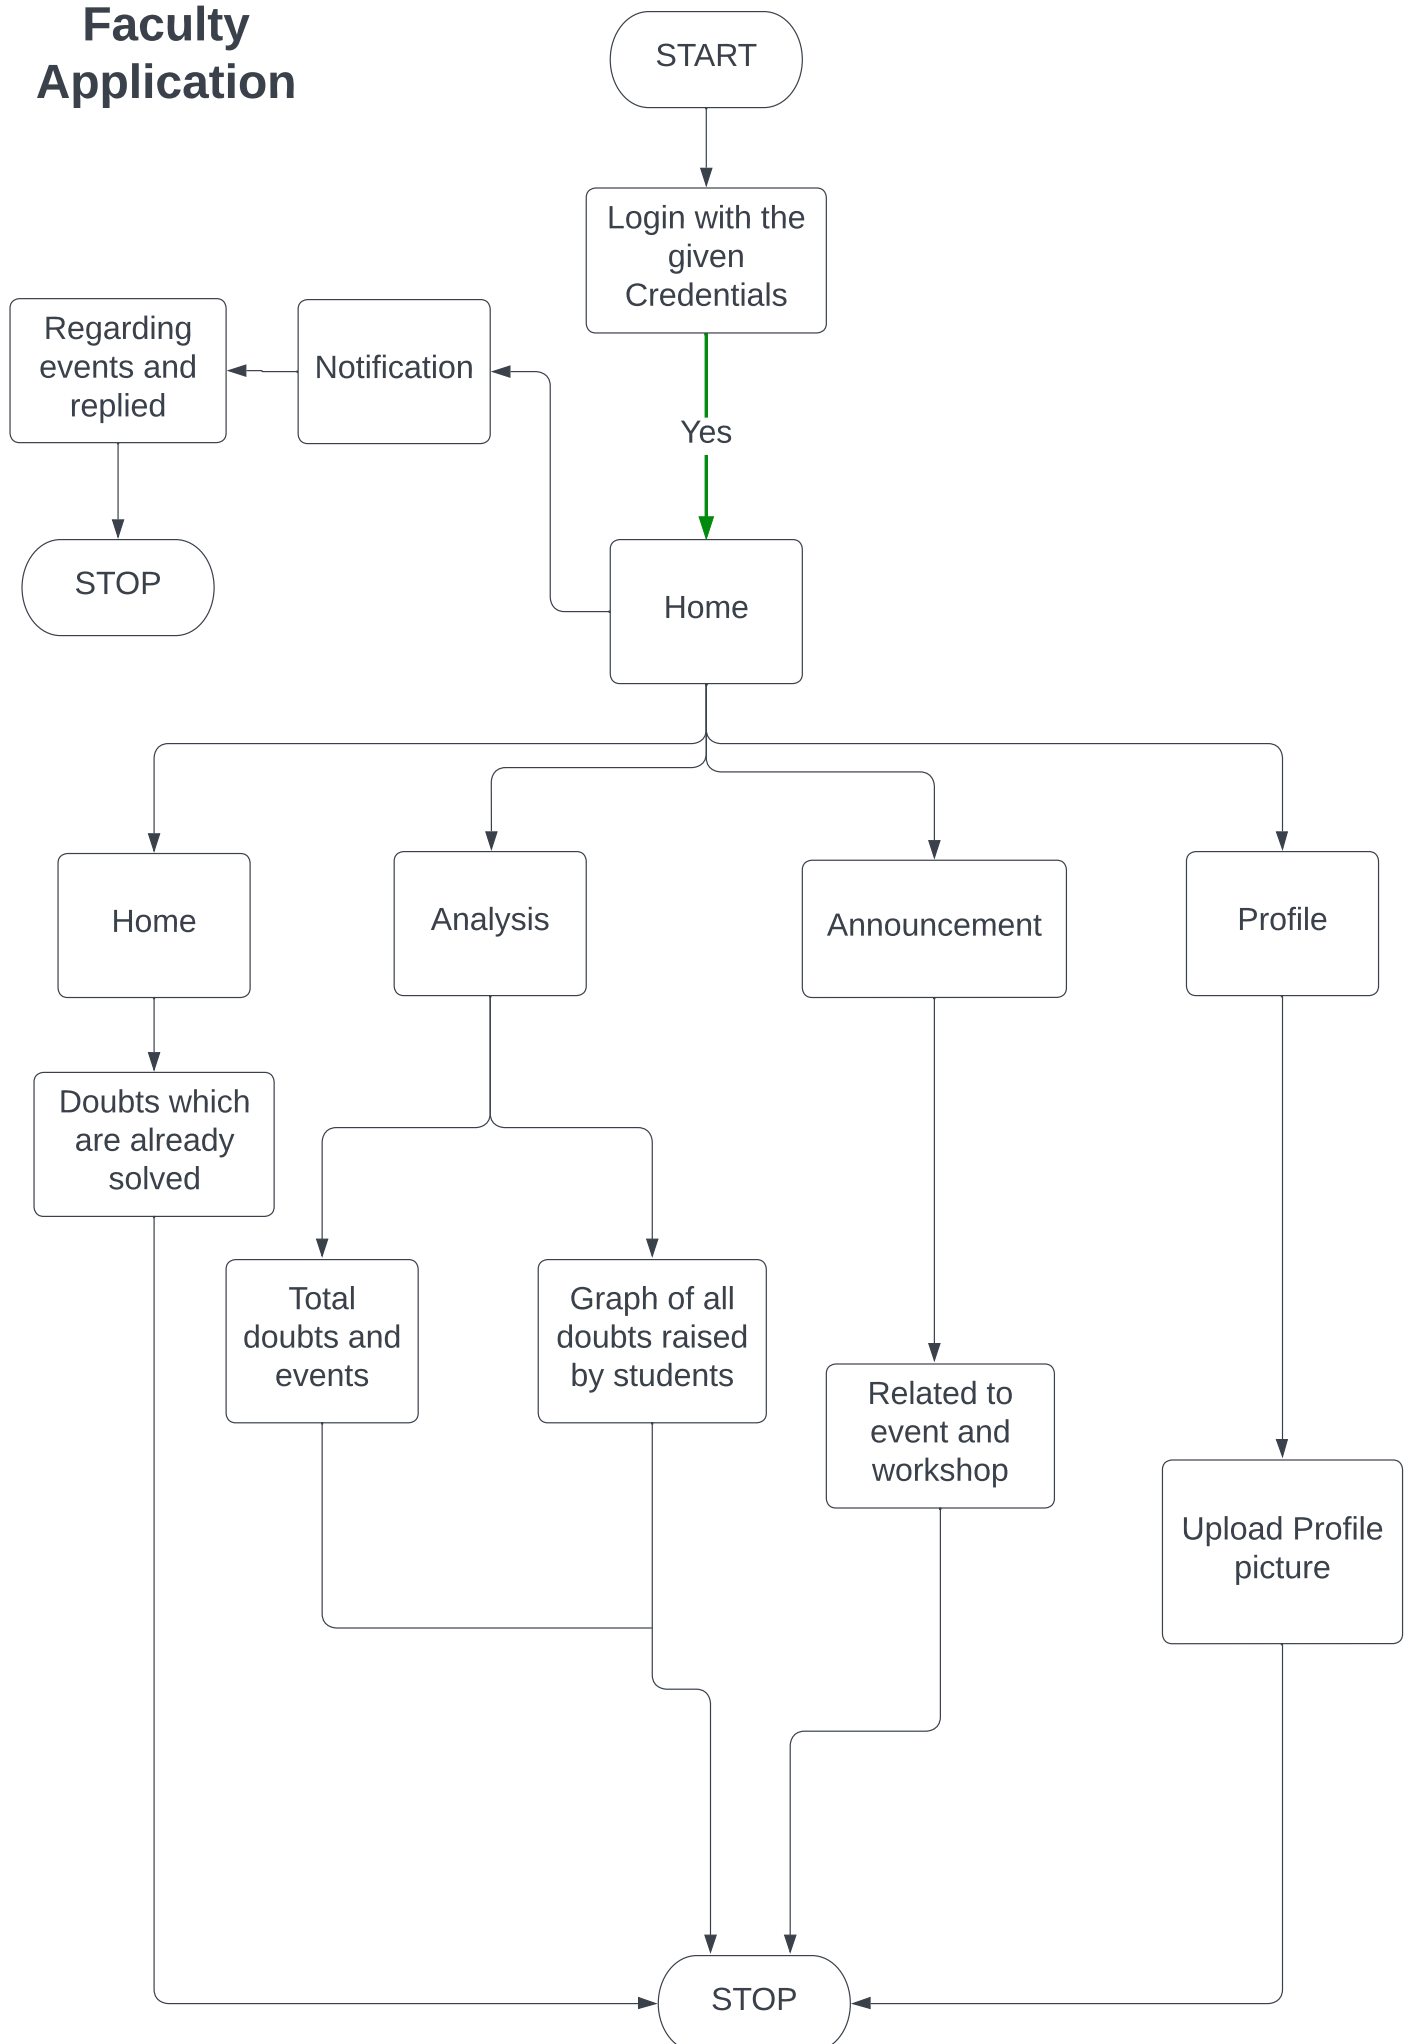 Faculty
Application
START
Login with the
given
Credentials
Regarding
events and
replied
Notification
Yes
STOP
Home
Home
Analysis
Announcement
Profile
Doubts which
are already
solved
Total
doubts and
events
Graph of all
doubts raised
by students
Related to
event and
workshop
Upload Profile
picture
STOP